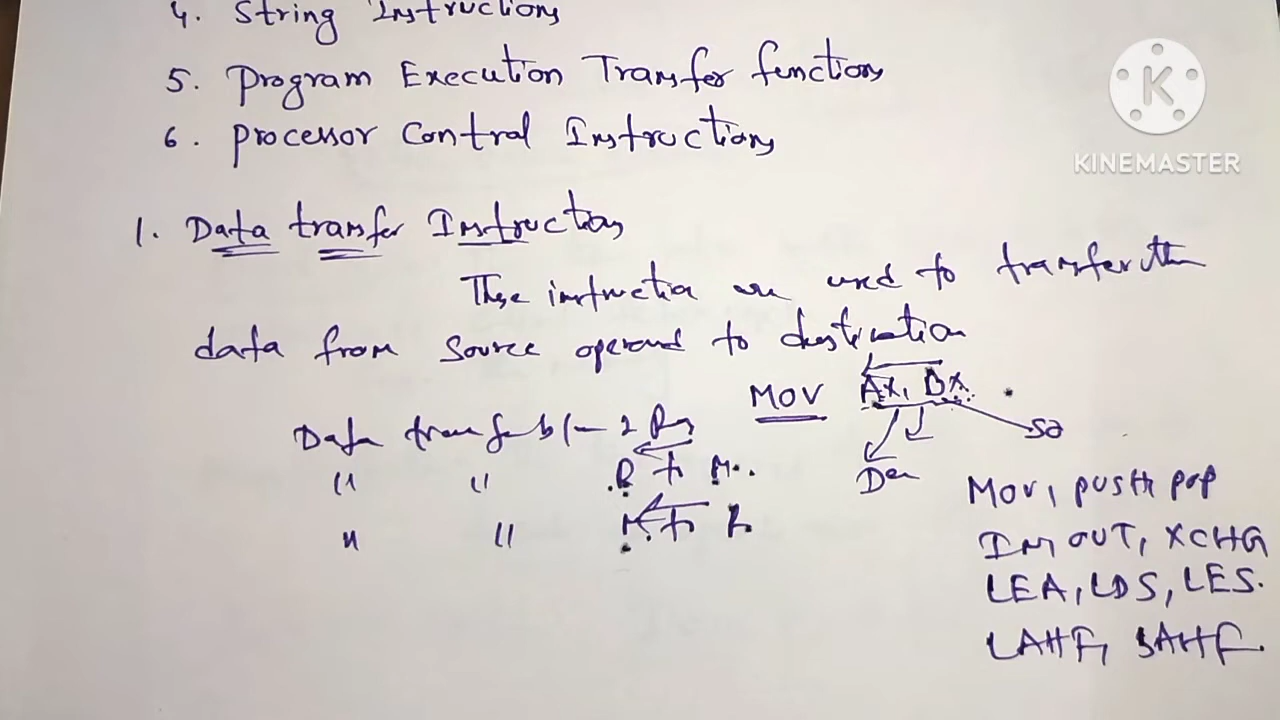 4. String Instructions
5. Program Execution Transfer functions
6. Processor Control Instructions
K
KINEMASTER
1. Data transfer Instructions
These instruction are used to transfer the
data from source operand to destination
MOV Ax, Bx
Data transfer b/w 2 Reg
" " R to M..
" " M to R.
Den
So
MOV, PUSH, POP
IN, OUT, XCHG
LEA, LDS, LES.
LAHF, SAHF.